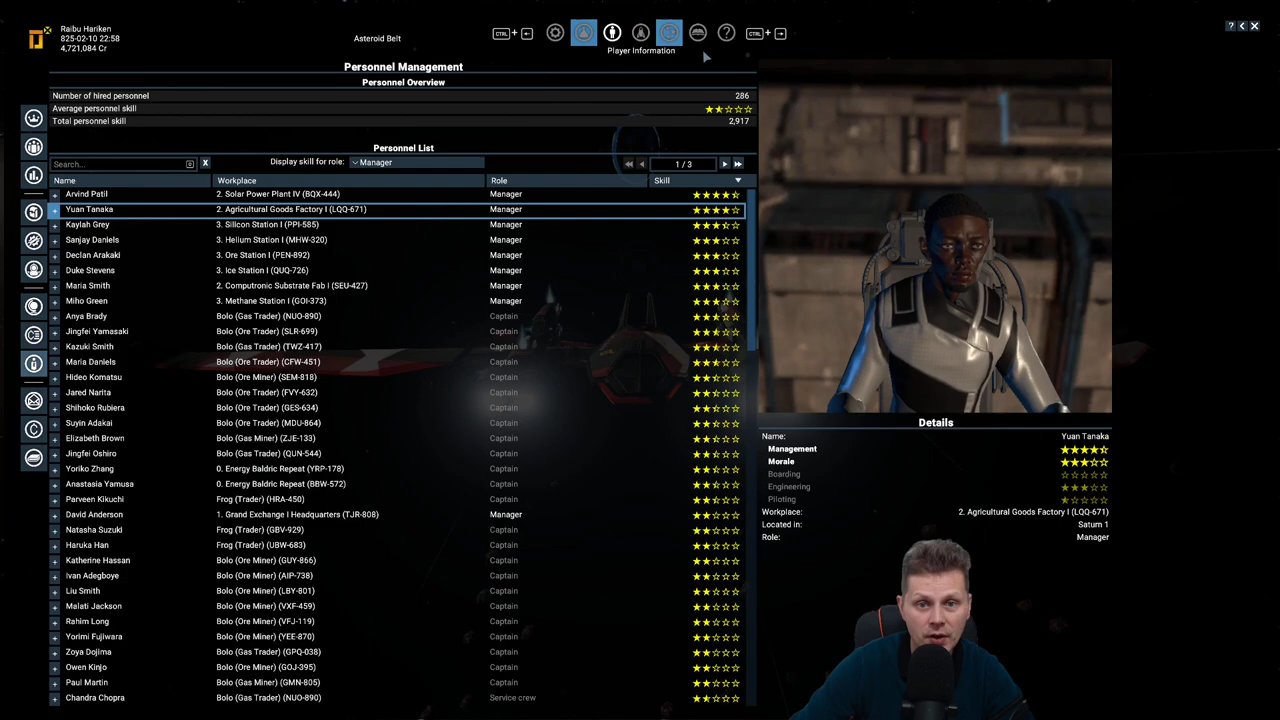 Raibu Hariken
825-02-10 22:58
4,721,084 Cr
Asteroid Belt
CTRL + CTRL +
Player Information
? < X
Personnel Management
Personnel Overview
Number of hired personnel 286
Average personnel skill
Total personnel skill 2,917
Personnel List
Search... X Display skill for role: Manager 1 / 3
Name Workplace Role Skill
Arvind Patil 2. Solar Power Plant IV (BQX-444) Manager
Yuan Tanaka 2. Agricultural Goods Factory I (LQQ-671) Manager
Kaylah Grey 3. Silicon Station I (PPI-585) Manager
Sanjay Daniels 3. Helium Station I (MHW-320) Manager
Declan Arakaki 3. Ore Station I (PEN-892) Manager
Duke Stevens 3. Ice Station I (QUQ-726) Manager
Maria Smith 2. Computronic Substrate Fab I (SEU-427) Manager
Miho Green 3. Methane Station I (GOI-373) Manager
Anya Brady Bolo (Gas Trader) (NUO-890) Captain
Jingfei Yamasaki Bolo (Ore Trader) (SLR-699) Captain
Kazuki Smith Bolo (Gas Trader) (TWZ-417) Captain
Maria Daniels Bolo (Ore Trader) (CFW-451) Captain
Hideo Komatsu Bolo (Ore Miner) (SEM-818) Captain
Jared Narita Bolo (Ore Trader) (FVY-632) Captain
Shihoko Rubiera Bolo (Ore Trader) (GES-634) Captain
Suyin Adakai Bolo (Ore Trader) (MDU-864) Captain
Elizabeth Brown Bolo (Gas Miner) (ZJE-133) Captain
Jingfei Oshiro Bolo (Gas Trader) (QUN-544) Captain
Yoriko Zhang 0. Energy Baldric Repeat (YRP-178) Captain
Anastasia Yamusa 0. Energy Baldric Repeat (BBW-572) Captain
Parveen Kikuchi Frog (Trader) (HRA-450) Captain
David Anderson 1. Grand Exchange I Headquarters (TJR-808) Manager
Natasha Suzuki Frog (Trader) (GBV-929) Captain
Haruka Han Frog (Trader) (UBW-683) Captain
Katherine Hassan Bolo (Ore Miner) (GUY-866) Captain
Ivan Adegboye Bolo (Ore Miner) (AIP-738) Captain
Liu Smith Bolo (Ore Miner) (LBY-801) Captain
Malati Jackson Bolo (Ore Miner) (VXF-459) Captain
Rahim Long Bolo (Ore Miner) (VFJ-119) Captain
Yorimi Fujiwara Bolo (Ore Miner) (YEE-870) Captain
Zoya Dojima Bolo (Gas Trader) (GPQ-038) Captain
Owen Kinjo Bolo (Ore Miner) (GOJ-395) Captain
Paul Martin Bolo (Gas Miner) (GMN-805) Captain
Chandra Chopra Bolo (Gas Trader) (NUO-890) Service crew
Details
Name: Yuan Tanaka
Management
Morale
Boarding
Engineering
Piloting
Workplace: 2. Agricultural Goods Factory I (LQQ-671)
Located in: Saturn 1
Role: Manager